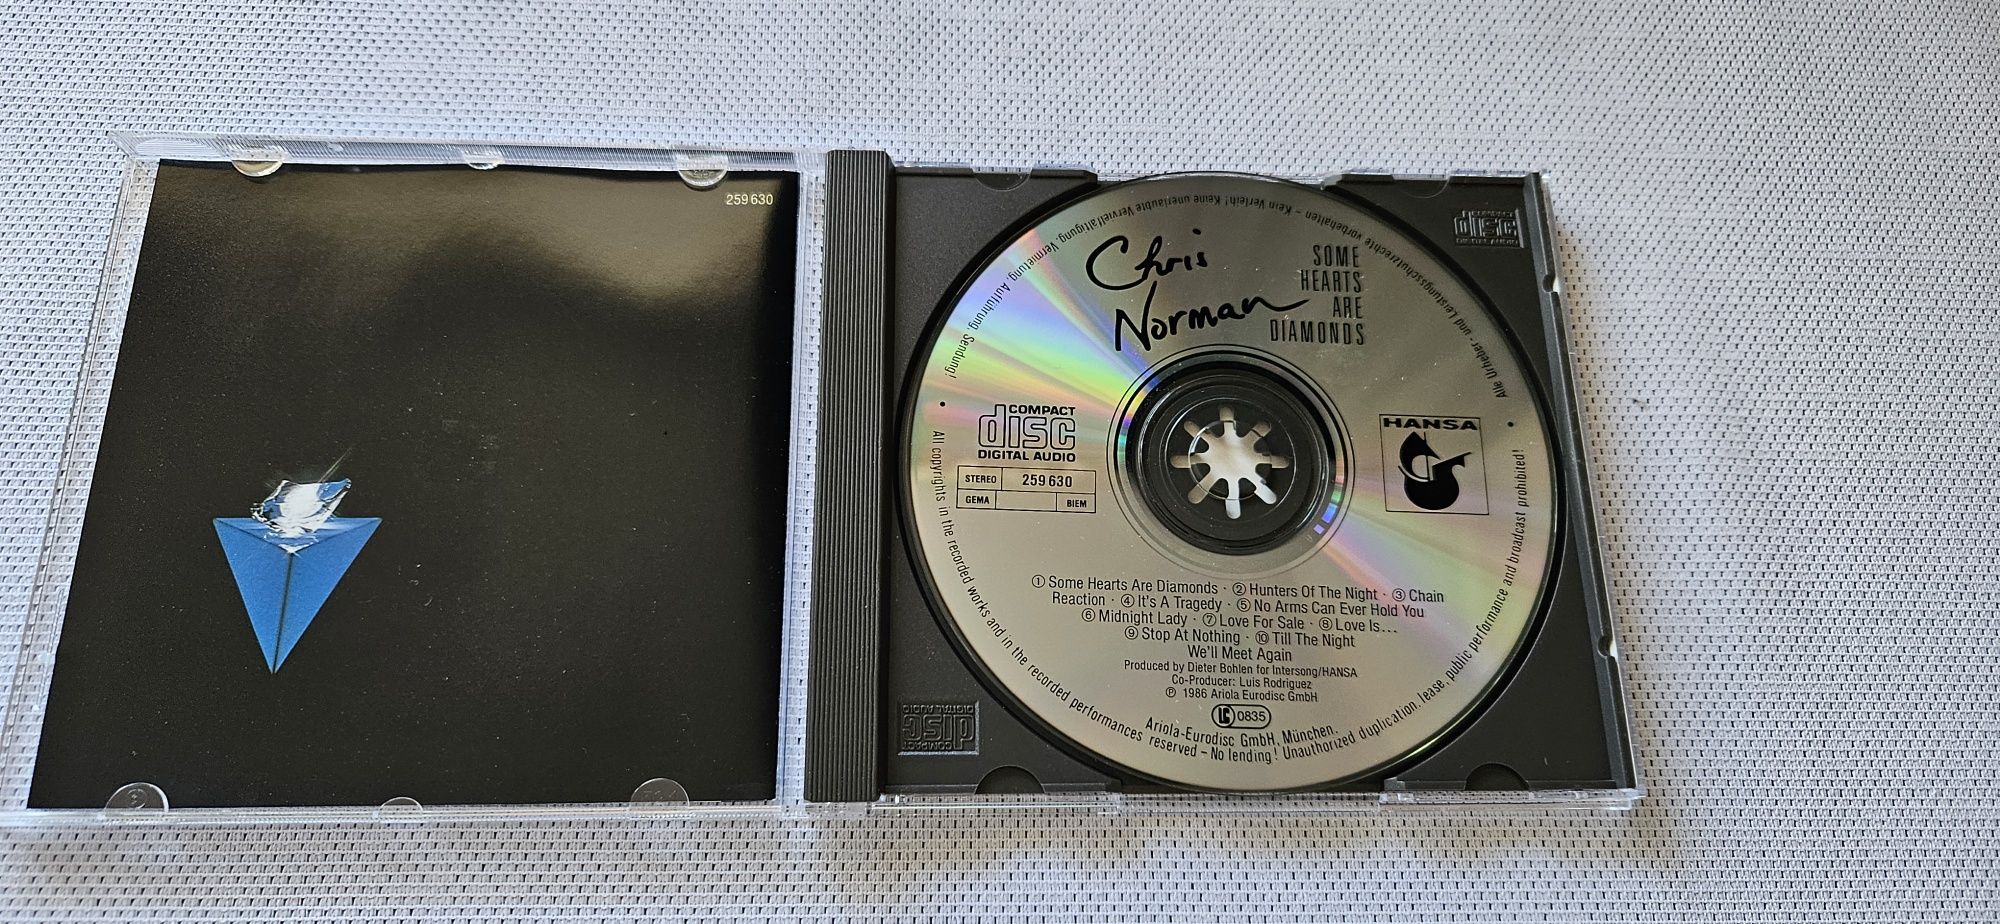 259 630
Chris
Norman
SOME
HEARTS
ARE
DIAMONDS
COMPACT
disc
DIGITAL AUDIO
STEREO 259 630
GEMA BIEM
HANSA
① Some Hearts Are Diamonds · ② Hunters Of The Night · ③ Chain
Reaction · ④ It's A Tragedy · ⑤ No Arms Can Ever Hold You
⑥ Midnight Lady · ⑦ Love For Sale · ⑧ Love Is...
⑨ Stop At Nothing · ⑩ Till The Night
We'll Meet Again
Produced by Dieter Bohlen for Intersong/HANSA
Co-Producer: Luis Rodriguez
℗ 1986 Ariola Eurodisc GmbH
LC 0835
Ariola-Eurodisc GmbH, München.
All copyrights in the recorded works and in the recorded performances reserved – No lending! Unauthorized duplication, lease, public performance and broadcast prohibited!
Alle Urheber- und Leistungsschutzrechte vorbehalten – Kein Verleih! Keine unerlaubte Vervielfältigung, Vermietung, Aufführung, Sendung!
COMPACT
disc
DIGITAL AUDIO
COMPACT
disc
DIGITAL AUDIO